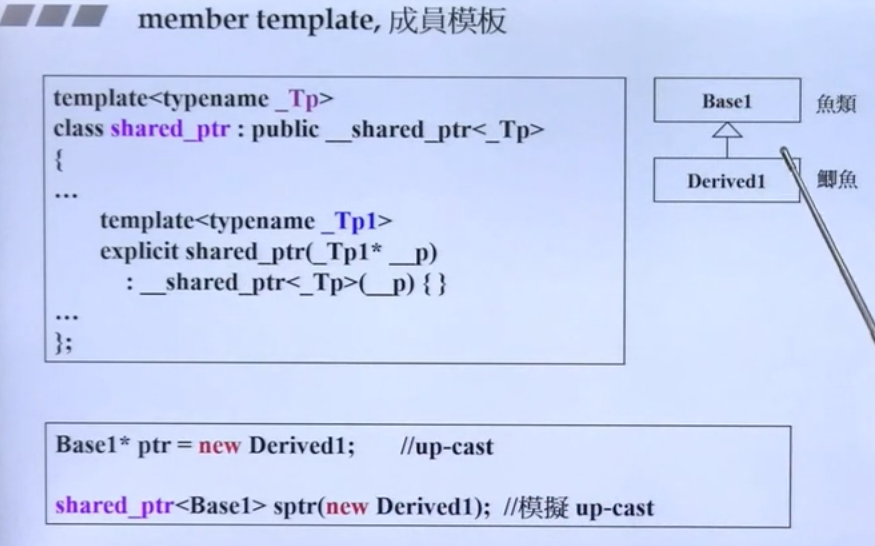 member template, 成員模板
template<typename _Tp>
class shared_ptr : public __shared_ptr<_Tp>
{
...
template<typename _Tp1>
explicit shared_ptr(_Tp1* __p)
: __shared_ptr<_Tp>(__p) { }
...
};
Base1 魚類
Derived1 鯽魚
Base1* ptr = new Derived1; //up-cast
shared_ptr<Base1> sptr(new Derived1); //模擬 up-cast